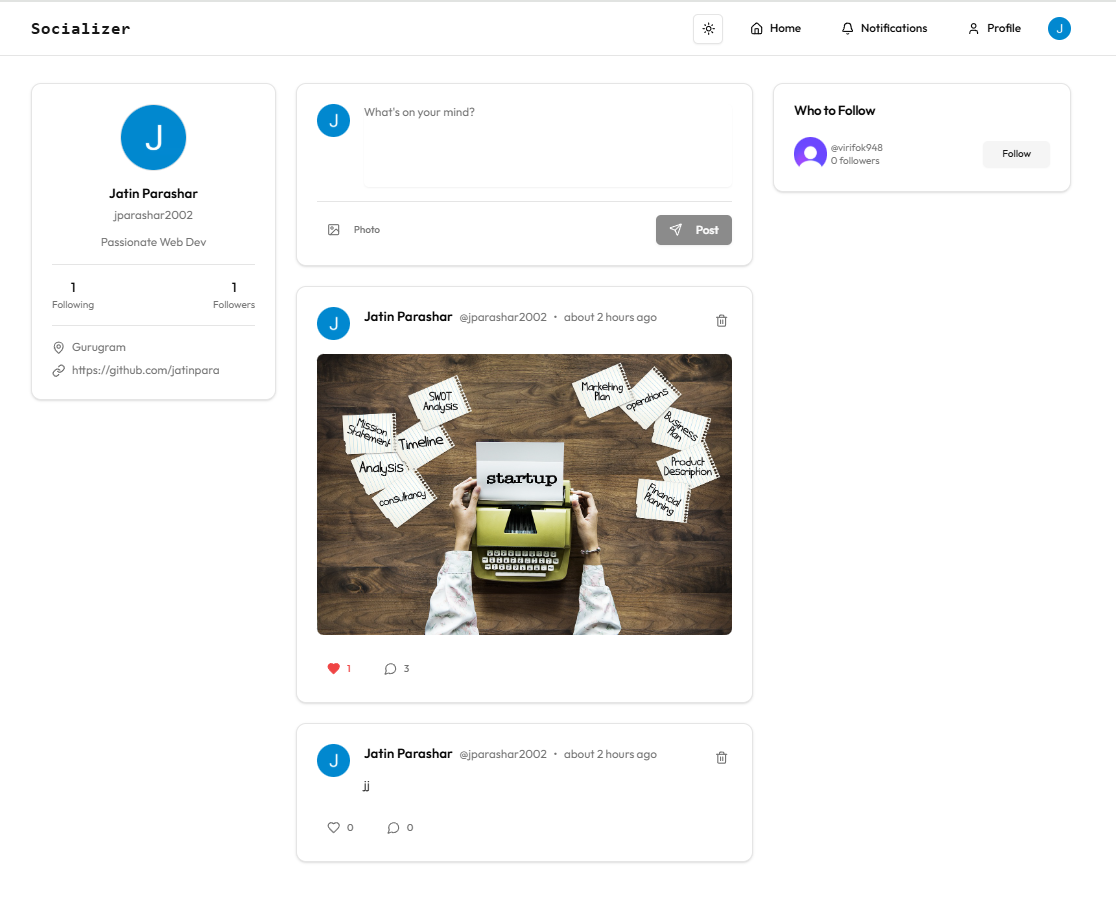 Socializer
Home
Notifications
Profile
J
J
Jatin Parashar
jparashar2002
Passionate Web Dev
1
Following
1
Followers
Gurugram
https://github.com/jatinpara
J
What's on your mind?
Photo
Post
J
Jatin Parashar @jparashar2002 • about 2 hours ago
SWOT
Analysis
Mission
Statement
Timeline
Analysis
consultancy
startup
Marketing
Plan
operations
Business
Plan
Product
Description
Financial
Planning
1
3
J
Jatin Parashar @jparashar2002 • about 2 hours ago
jj
0
0
Who to Follow
@virifok948
0 followers
Follow